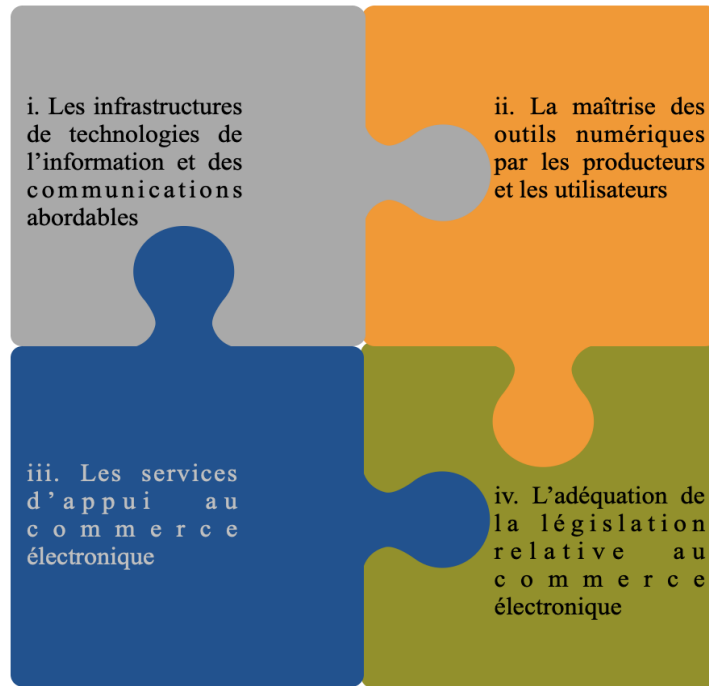 i. Les infrastructures
de technologies de
l’information et des
communications
abordables
ii. La maîtrise des
outils numériques
par les producteurs
et les utilisateurs
iii. Les services
d’appui au
commerce
électronique
iv. L’adéquation de
la législation
relative au
commerce
électronique